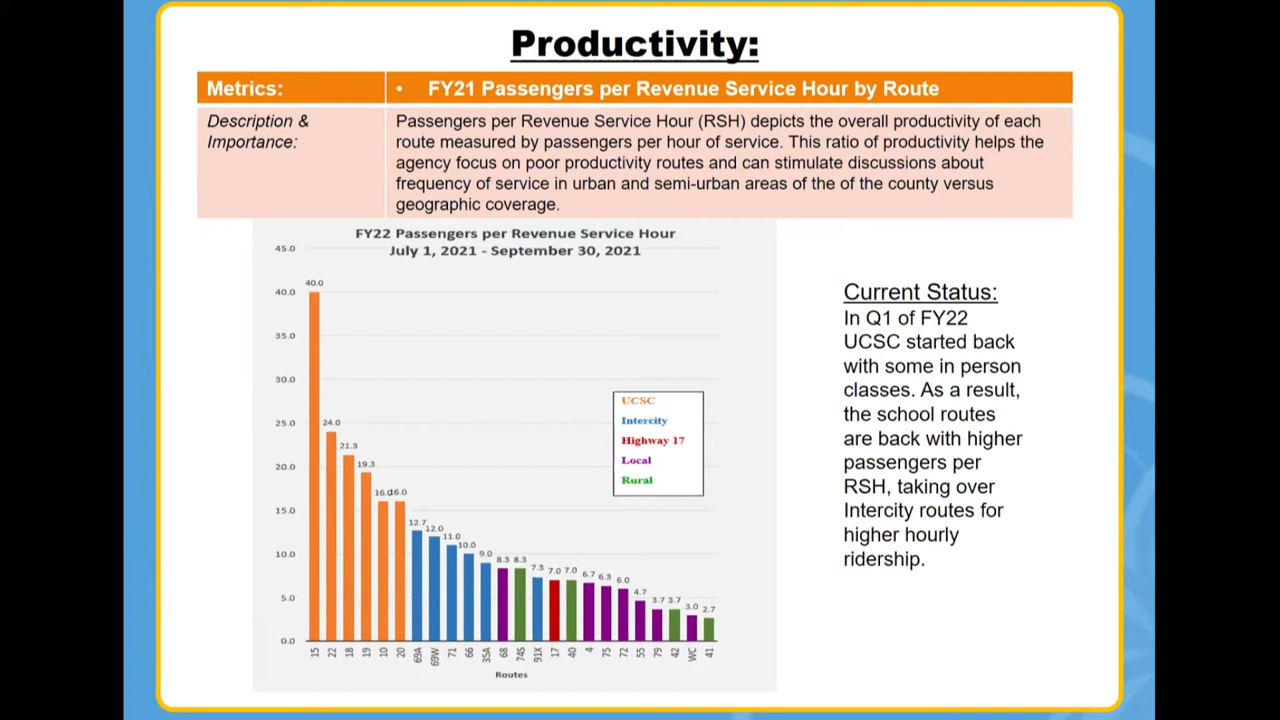 Productivity:
Metrics:
• FY21 Passengers per Revenue Service Hour by Route
Description &
Importance:
Passengers per Revenue Service Hour (RSH) depicts the overall productivity of each
route measured by passengers per hour of service. This ratio of productivity helps the
agency focus on poor productivity routes and can stimulate discussions about
frequency of service in urban and semi-urban areas of the of the county versus
geographic coverage.
FY22 Passengers per Revenue Service Hour
July 1, 2021 - September 30, 2021
45.0
40.0
35.0
30.0
25.0
20.0
15.0
10.0
5.0
0.0
40.0 24.0 21.3 19.3 16.0 16.0 12.7 12.0 11.0 10.0 9.0 8.3 8.3 7.3 7.0 7.0 6.7 6.3 6.0 4.7 3.7 3.7 3.0 2.7
UCSC
Intercity
Highway 17
Local
Rural
15 22 18 19 10 20 69A 69W 71 66 35A 68 74S 91X 17 40 4 75 72 55 79 42 WC 41
Routes
Current Status:
In Q1 of FY22
UCSC started back
with some in person
classes. As a result,
the school routes
are back with higher
passengers per
RSH, taking over
Intercity routes for
higher hourly
ridership.